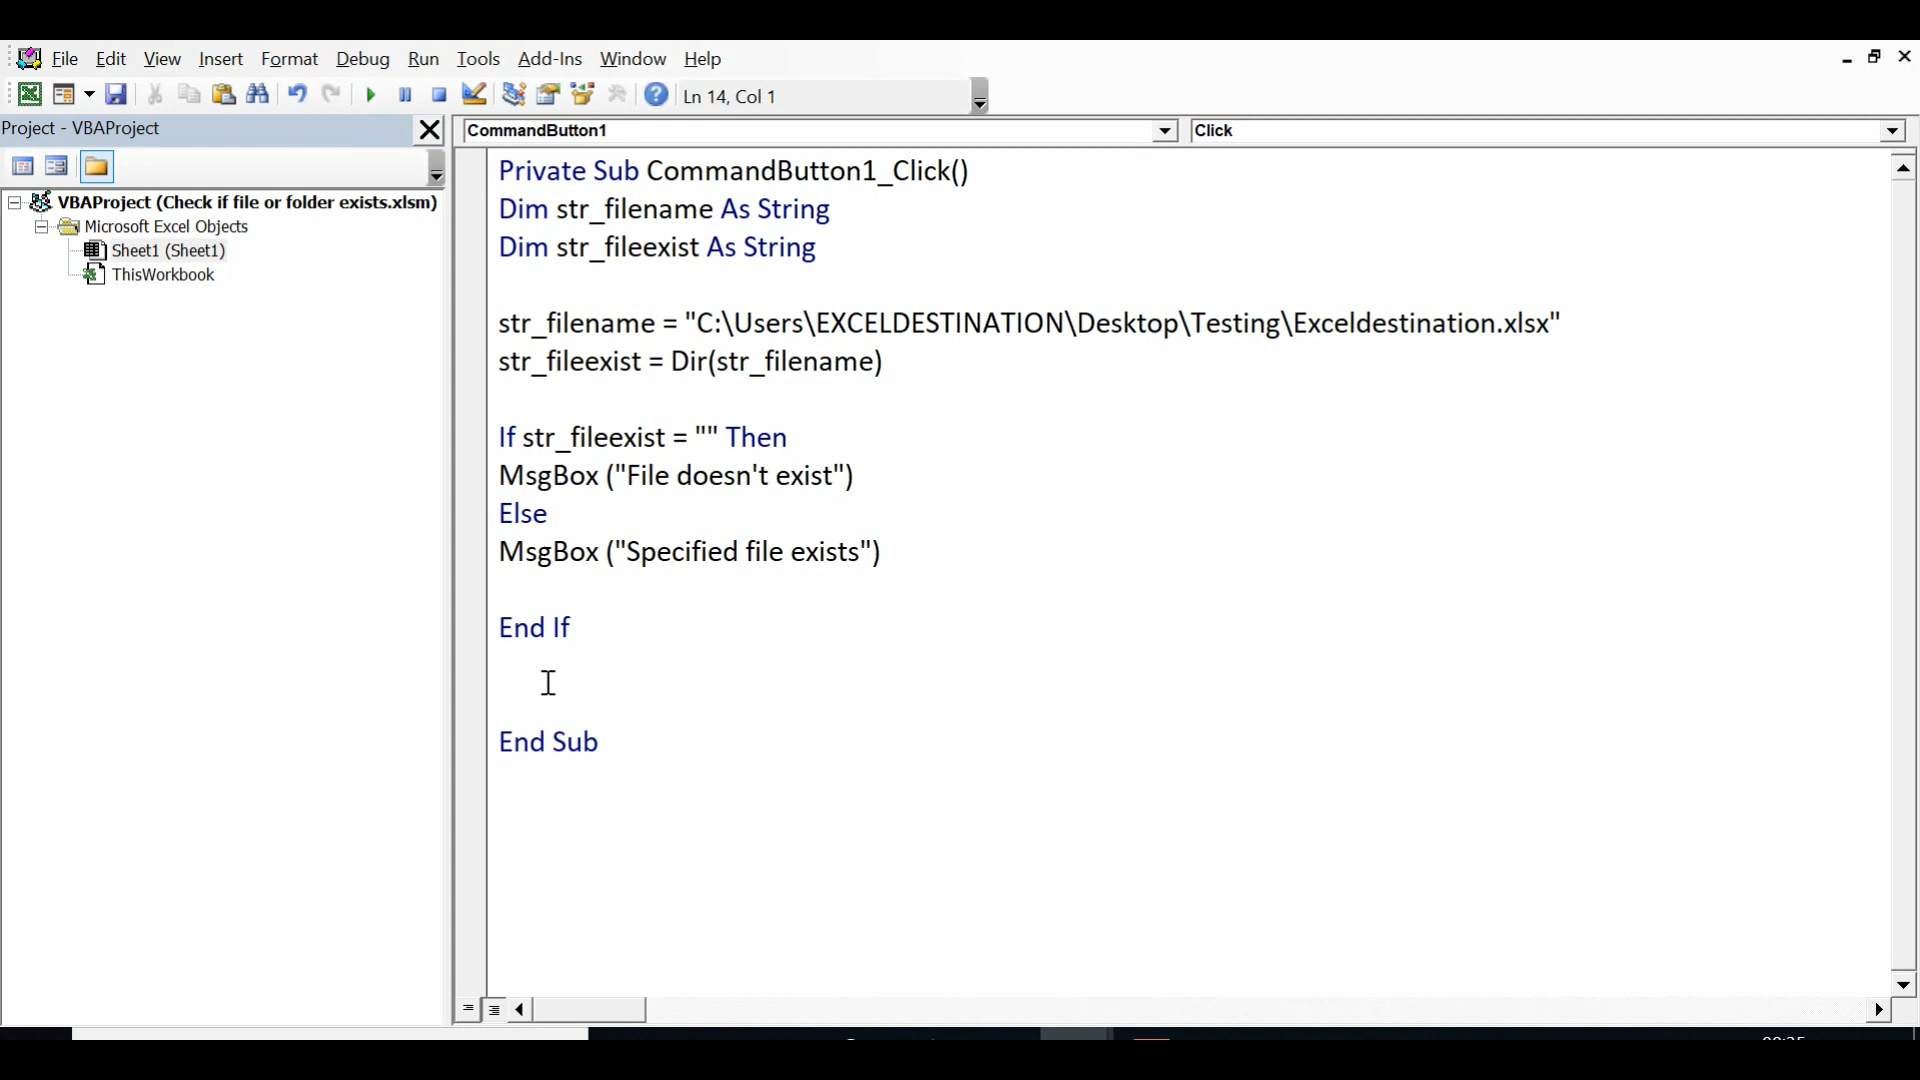 File Edit View Insert Format Debug Run Tools Add-Ins Window Help
Ln 14, Col 1
Project - VBAProject
CommandButton1
Click
VBAProject (Check if file or folder exists.xlsm)
Microsoft Excel Objects
Sheet1 (Sheet1)
ThisWorkbook
Private Sub CommandButton1_Click()
Dim str_filename As String
Dim str_fileexist As String
str_filename = "C:\Users\EXCELDESTINATION\Desktop\Testing\Exceldestination.xlsx"
str_fileexist = Dir(str_filename)
If str_fileexist = "" Then
MsgBox ("File doesn't exist")
Else
MsgBox ("Specified file exists")
End If
End Sub